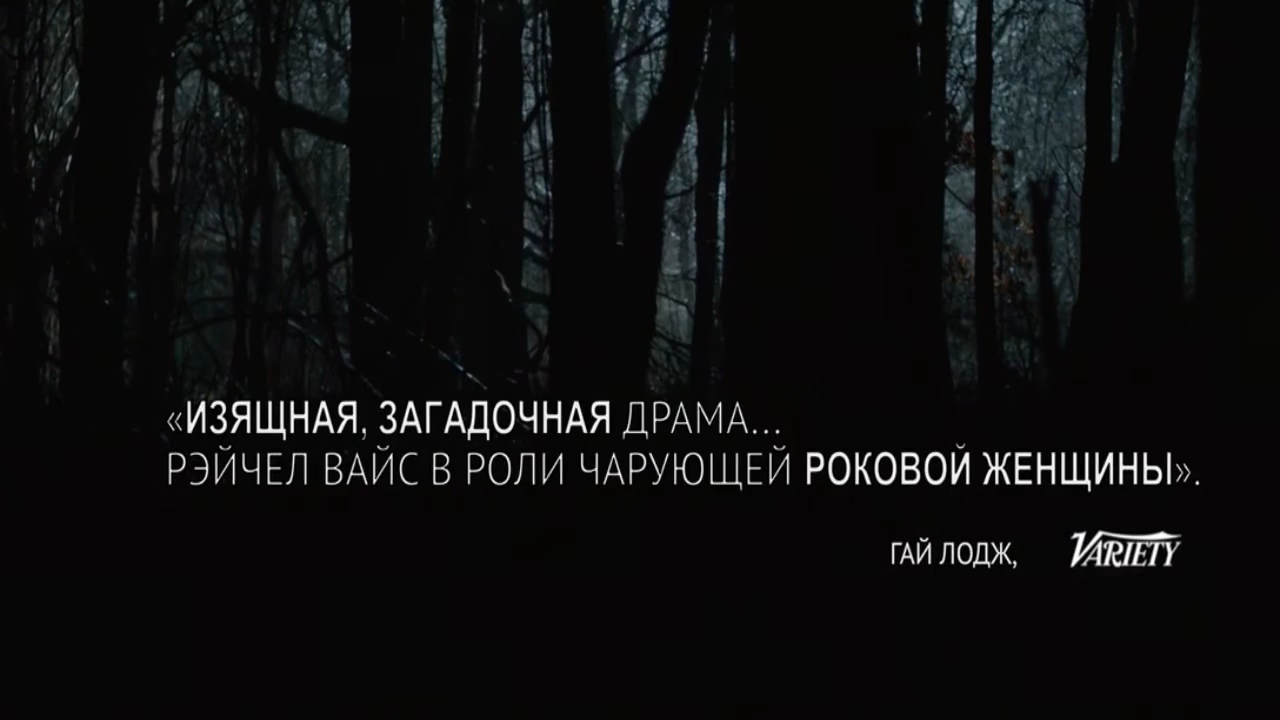 «ИЗЯЩНАЯ, ЗАГАДОЧНАЯ ДРАМА...
РЭЙЧЕЛ ВАЙС В РОЛИ ЧАРУЮЩЕЙ РОКОВОЙ ЖЕНЩИНЫ».
ГАЙ ЛОДЖ, VARIETY